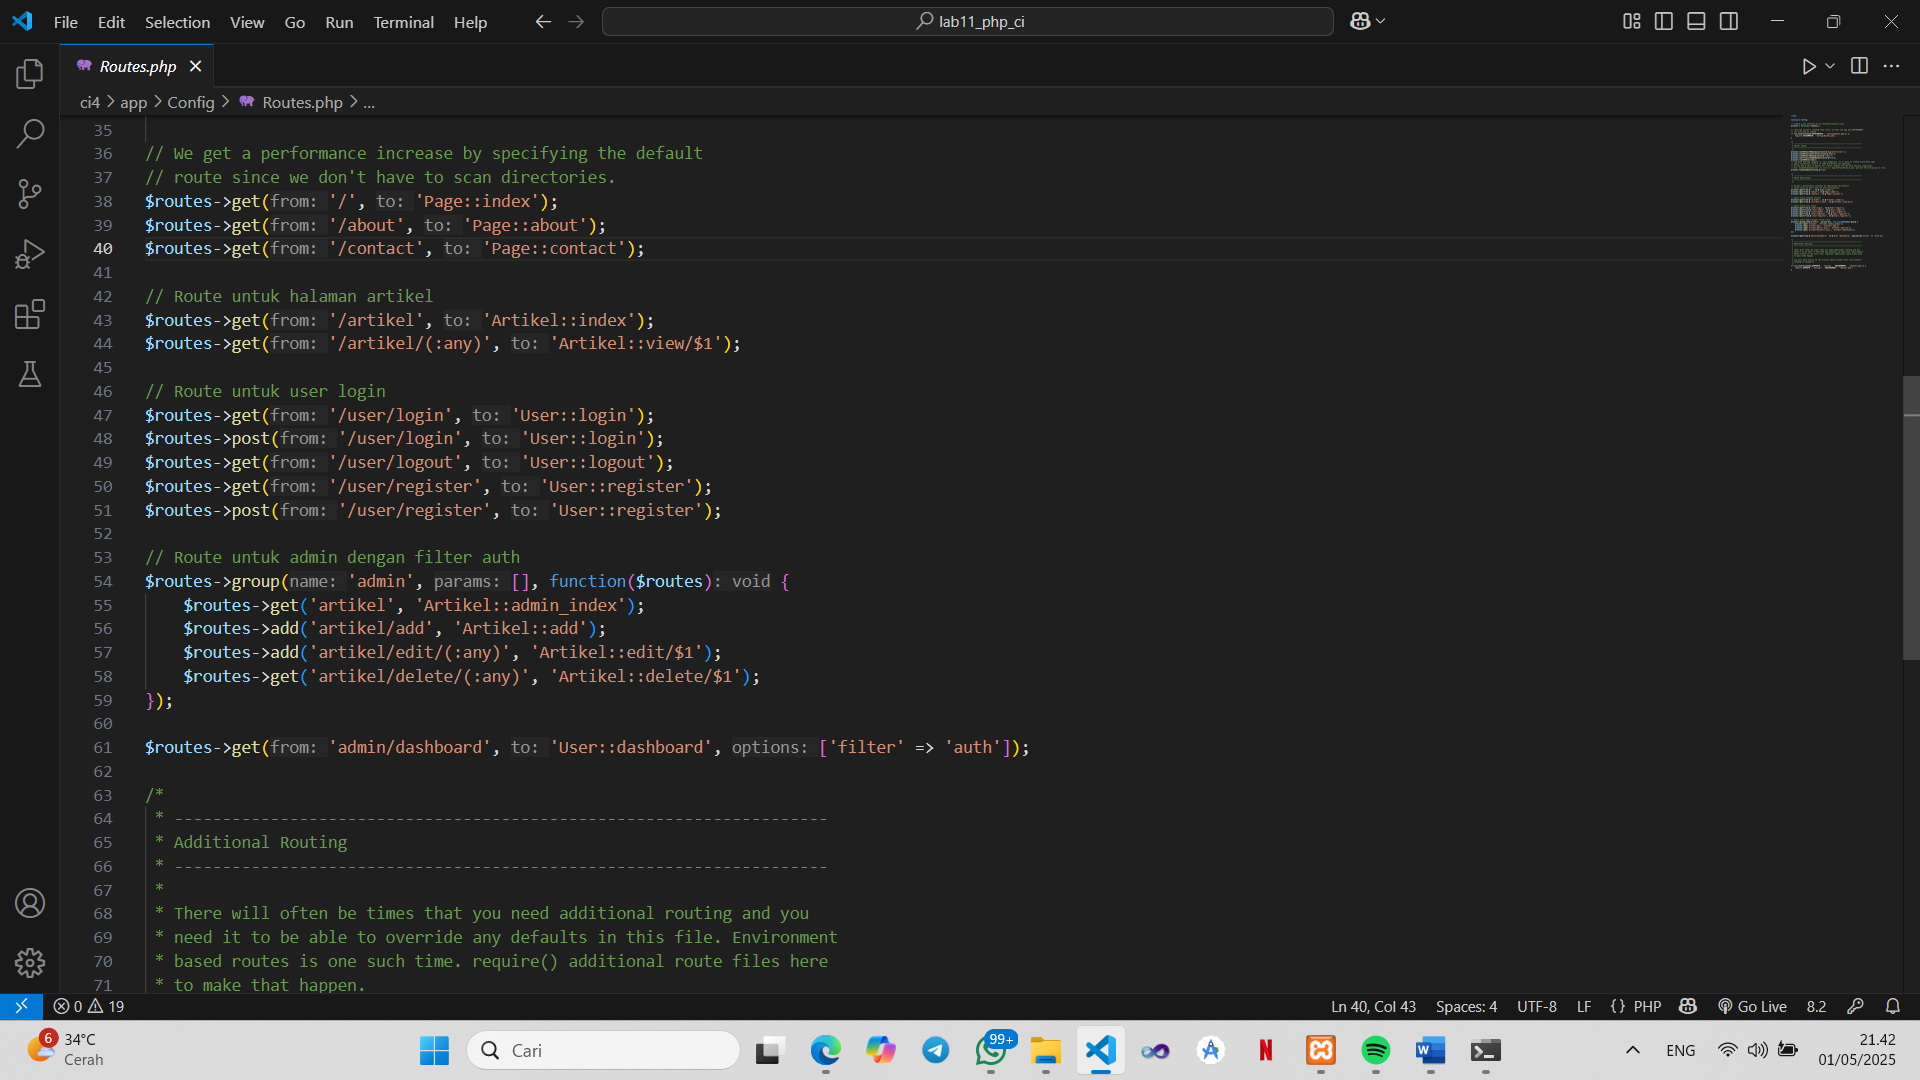 File Edit Selection View Go Run Terminal Help
lab11_php_ci
Routes.php
ci4 > app > Config > Routes.php > ...
35
36 // We get a performance increase by specifying the default
37 // route since we don't have to scan directories.
38 $routes->get(from: '/', to: 'Page::index');
39 $routes->get(from: '/about', to: 'Page::about');
40 $routes->get(from: '/contact', to: 'Page::contact');
41
42 // Route untuk halaman artikel
43 $routes->get(from: '/artikel', to: 'Artikel::index');
44 $routes->get(from: '/artikel/(:any)', to: 'Artikel::view/$1');
45
46 // Route untuk user login
47 $routes->get(from: '/user/login', to: 'User::login');
48 $routes->post(from: '/user/login', to: 'User::login');
49 $routes->get(from: '/user/logout', to: 'User::logout');
50 $routes->get(from: '/user/register', to: 'User::register');
51 $routes->post(from: '/user/register', to: 'User::register');
52
53 // Route untuk admin dengan filter auth
54 $routes->group(name: 'admin', params: [], function($routes): void {
55 $routes->get('artikel', 'Artikel::admin_index');
56 $routes->add('artikel/add', 'Artikel::add');
57 $routes->add('artikel/edit/(:any)', 'Artikel::edit/$1');
58 $routes->get('artikel/delete/(:any)', 'Artikel::delete/$1');
59 });
60
61 $routes->get(from: 'admin/dashboard', to: 'User::dashboard', options: ['filter' => 'auth']);
62
63 /*
64 * --------------------------------------------------------------------
65 * Additional Routing
66 * --------------------------------------------------------------------
67 *
68 * There will often be times that you need additional routing and you
69 * need it to be able to override any defaults in this file. Environment
70 * based routes is one such time. require() additional route files here
71 * to make that happen.
0 19 Ln 40, Col 43 Spaces: 4 UTF-8 LF {} PHP Go Live 8.2
6 34°C
Cerah
Cari
99+
ENG
21.42
01/05/2025